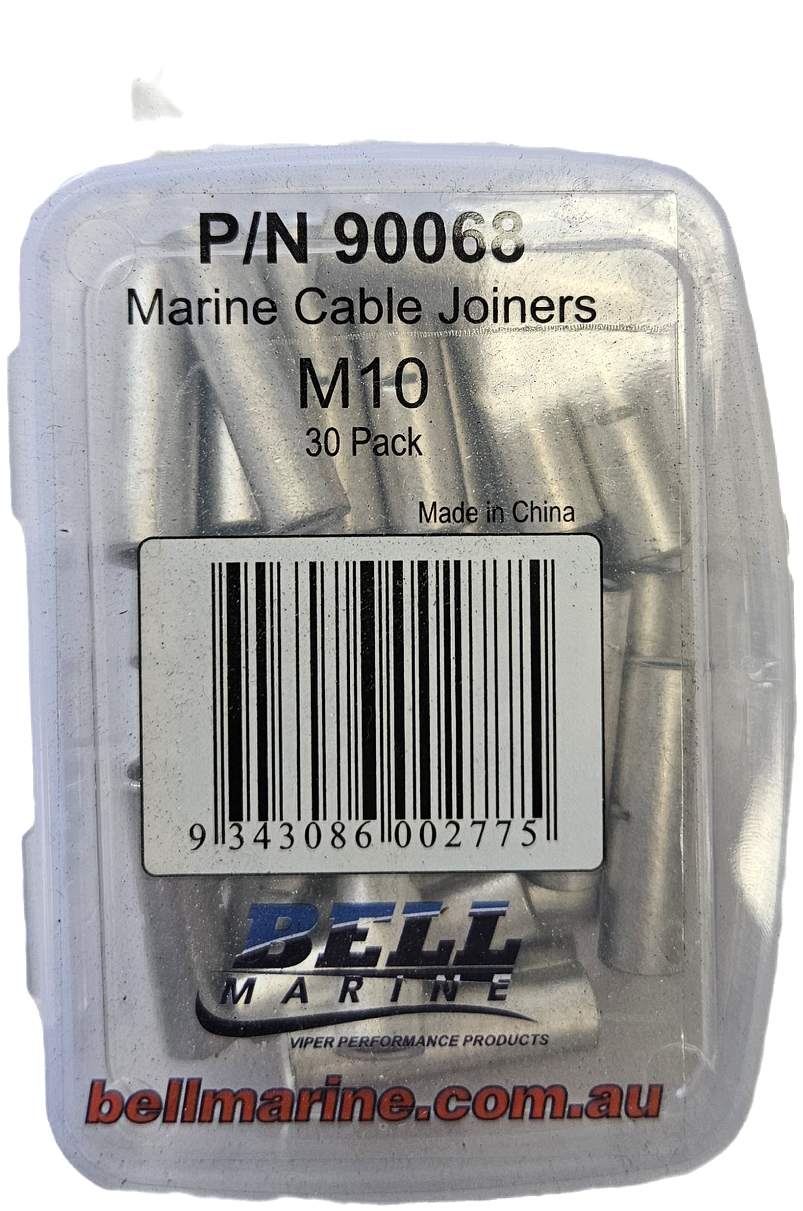 P/N 90068
Marine Cable Joiners
M10
30 Pack
Made in China
9 343086 002775
BELL
MARINE
VIPER PERFORMANCE PRODUCTS
bellmarine.com.au